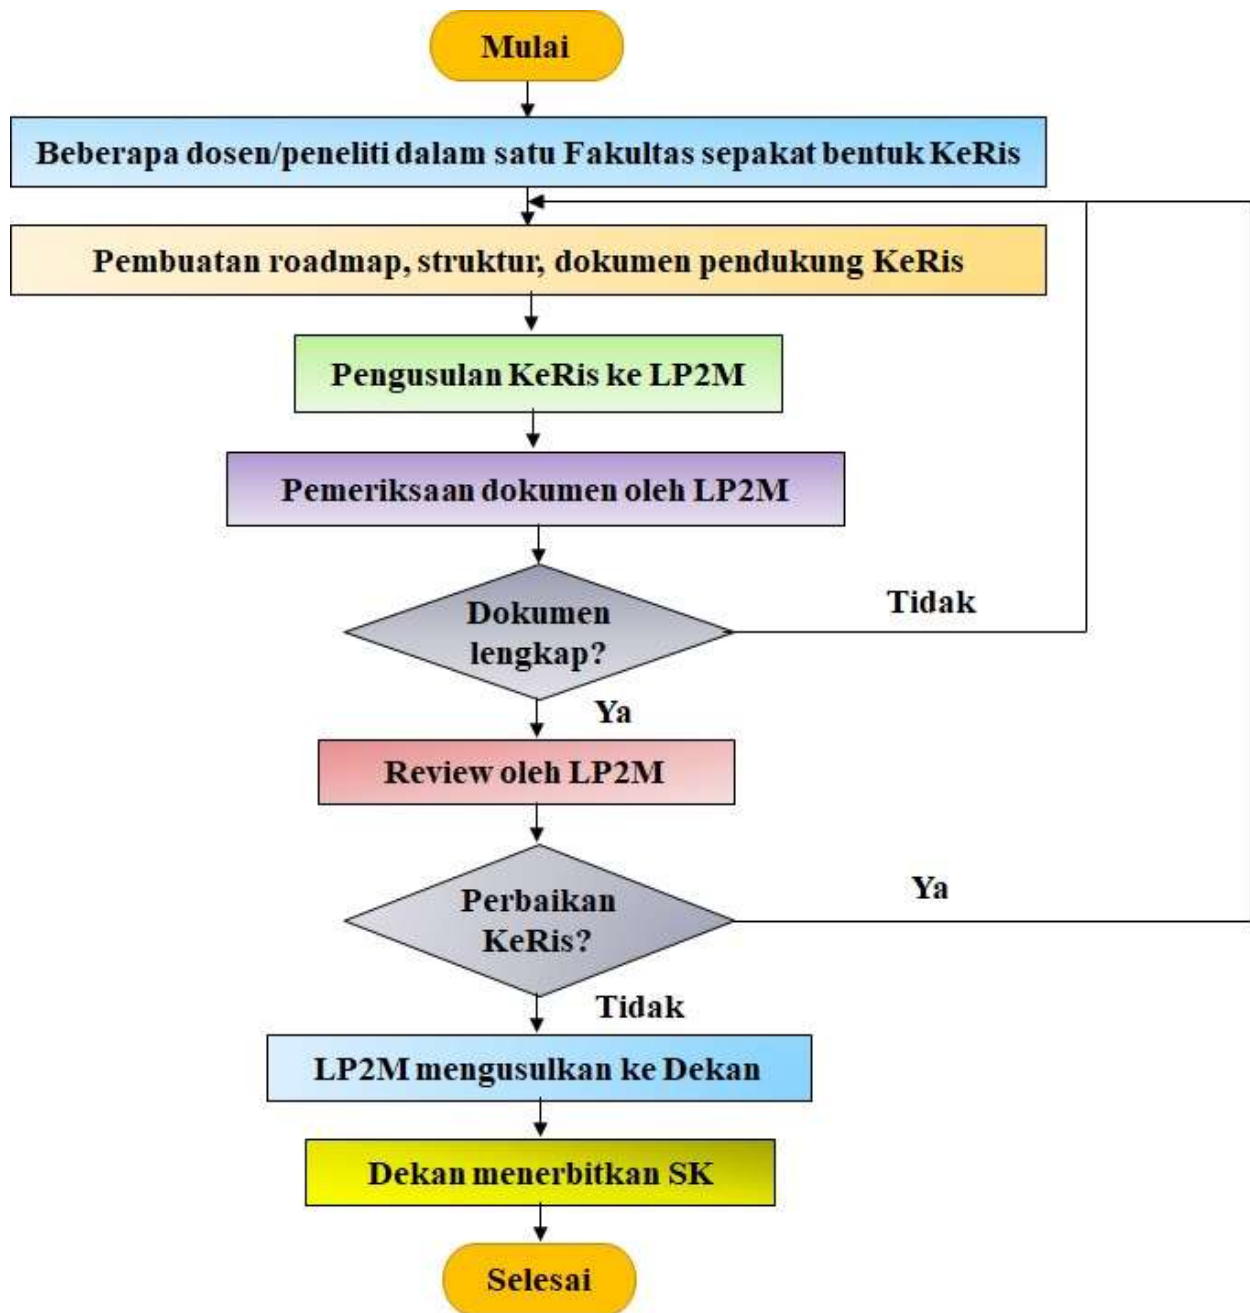 Mulai
Beberapa dosen/peneliti dalam satu Fakultas sepakat bentuk KeRis
Pembuatan roadmap, struktur, dokumen pendukung KeRis
Pengusulan KeRis ke LP2M
Pemeriksaan dokumen oleh LP2M
Dokumen
lengkap?
Tidak
Ya
Review oleh LP2M
Perbaikan
KeRis?
Ya
Tidak
LP2M mengusulkan ke Dekan
Dekan menerbitkan SK
Selesai